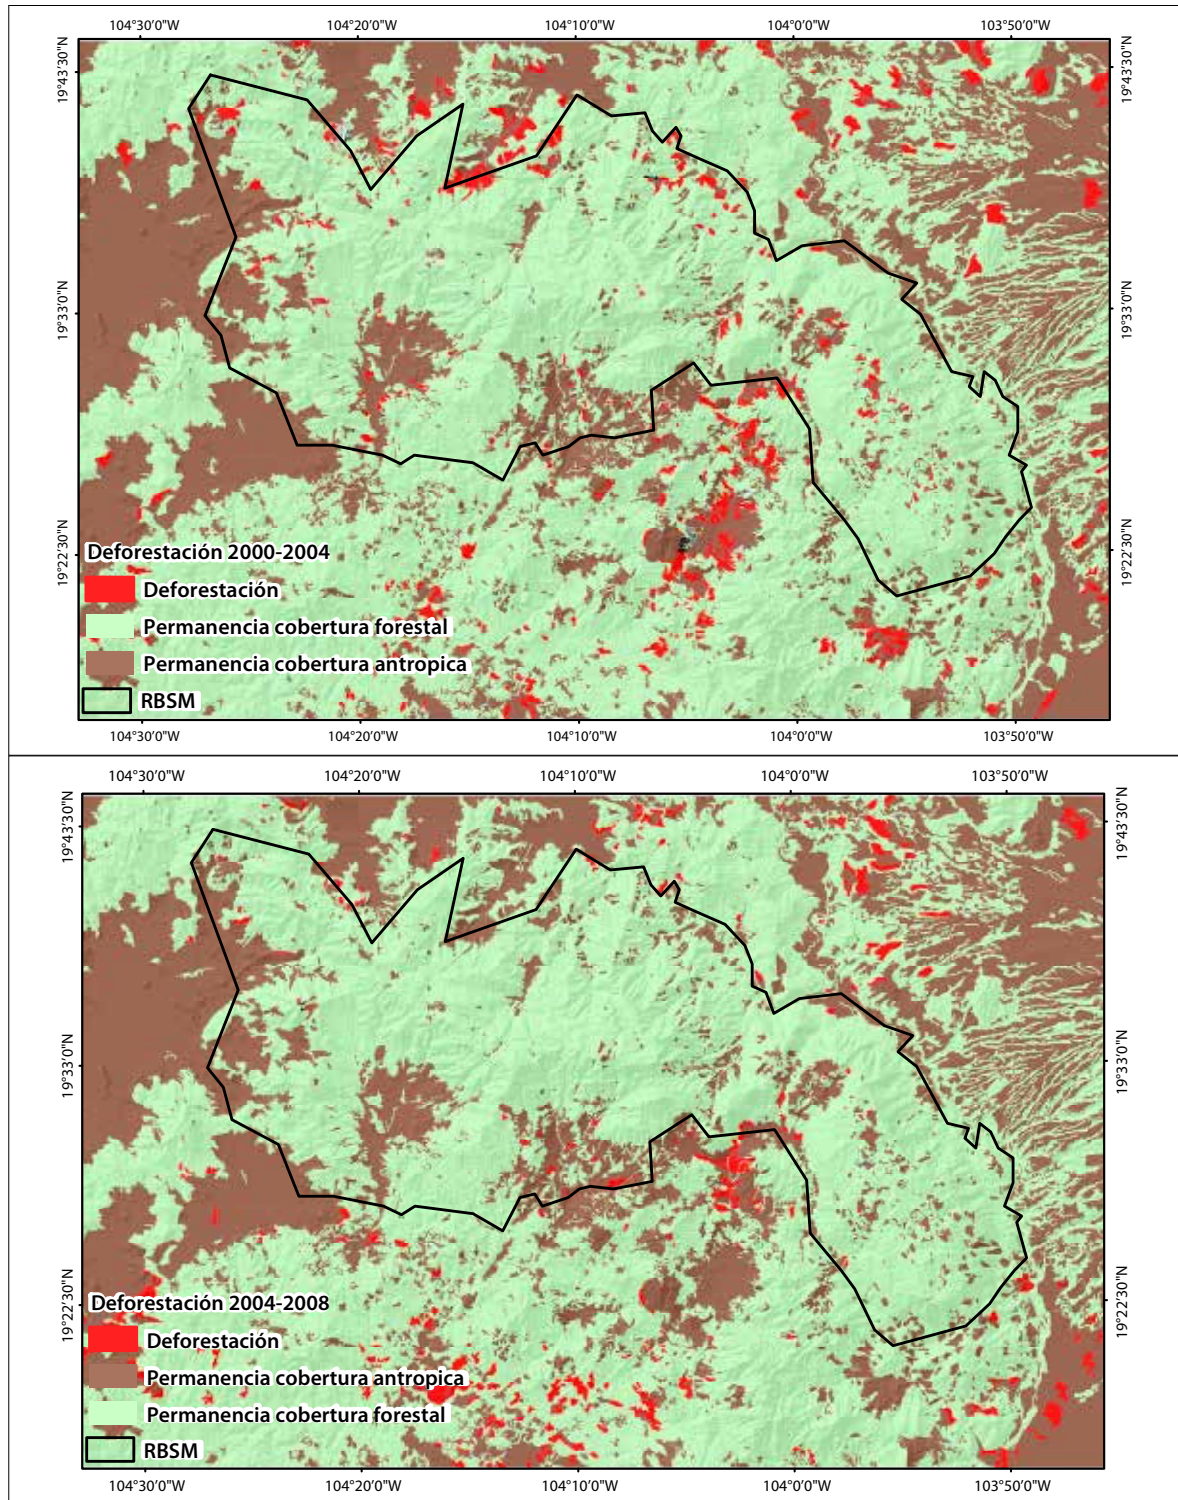 104°30'0"W 104°20'0"W 104°10'0"W 104°0'0"W 103°50'0"W
19°43'30"N 19°43'30"N
19°33'0"N 19°33'0"N
19°22'30"N 19°22'30"N
Deforestación 2000-2004
Deforestación
Permanencia cobertura forestal
Permanencia cobertura antropica
RBSM
104°30'0"W 104°20'0"W 104°10'0"W 104°0'0"W 103°50'0"W
104°30'0"W 104°20'0"W 104°10'0"W 104°0'0"W 103°50'0"W
19°43'30"N 19°43'30"N
19°33'0"N 19°33'0"N
19°22'30"N 19°22'30"N
Deforestación 2004-2008
Deforestación
Permanencia cobertura antropica
Permanencia cobertura forestal
RBSM
104°30'0"W 104°20'0"W 104°10'0"W 104°0'0"W 103°50'0"W